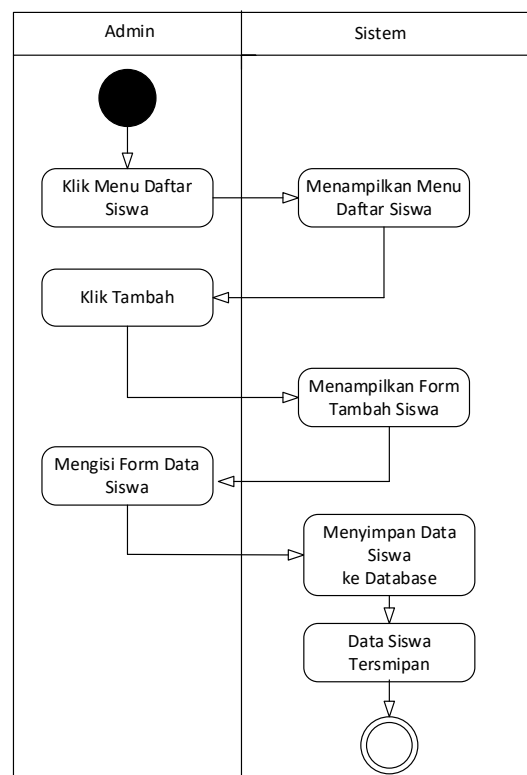 Admin
Sistem
Klik Menu Daftar
Siswa
Menampilkan Menu
Daftar Siswa
Klik Tambah
Menampilkan Form
Tambah Siswa
Mengisi Form Data
Siswa
Menyimpan Data
Siswa
ke Database
Data Siswa
Tersmipan